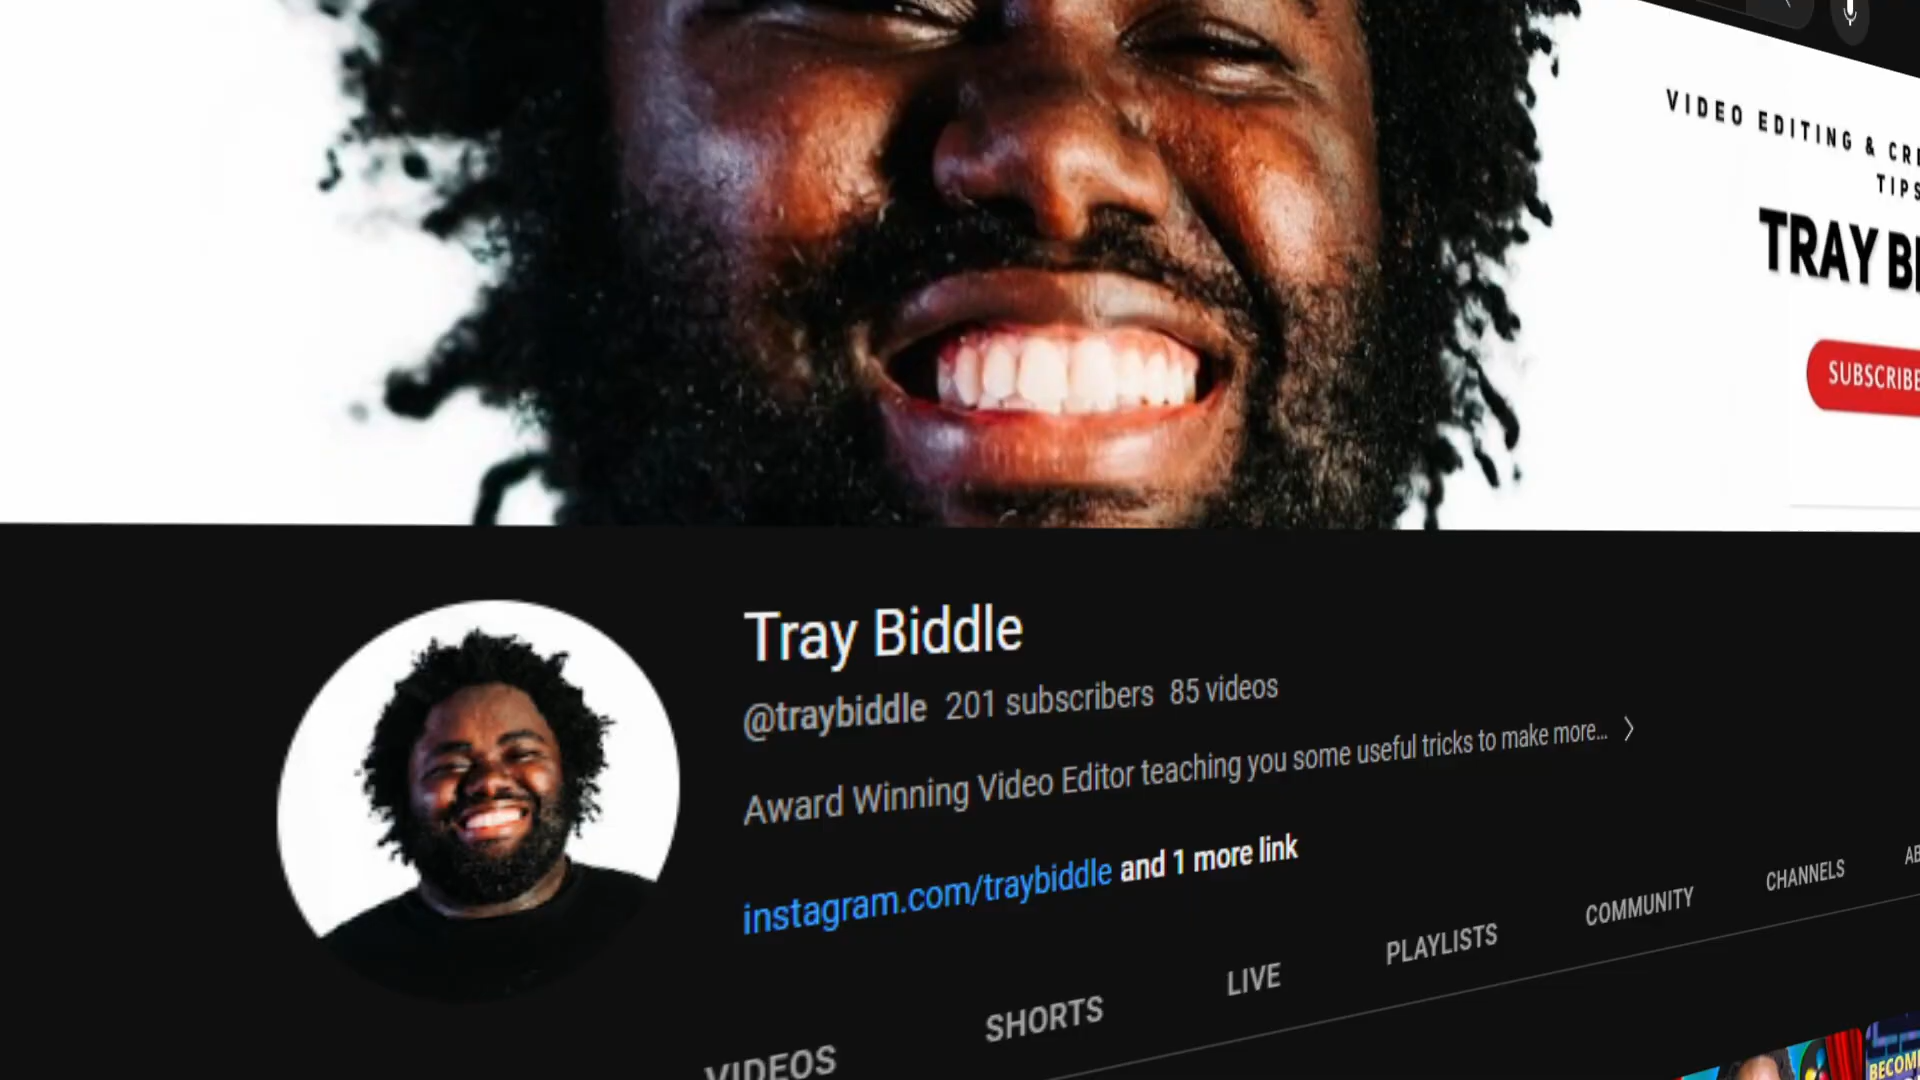 VIDEO EDITING &
TIPS
TRAY
SUBSCRIBE
Tray Biddle
@traybiddle 201 subscribers 85 videos
Award Winning Video Editor teaching you some useful tricks to make more...
instagram.com/traybiddle and 1 more link
VIDEOS SHORTS LIVE PLAYLISTS COMMUNITY CHANNELS